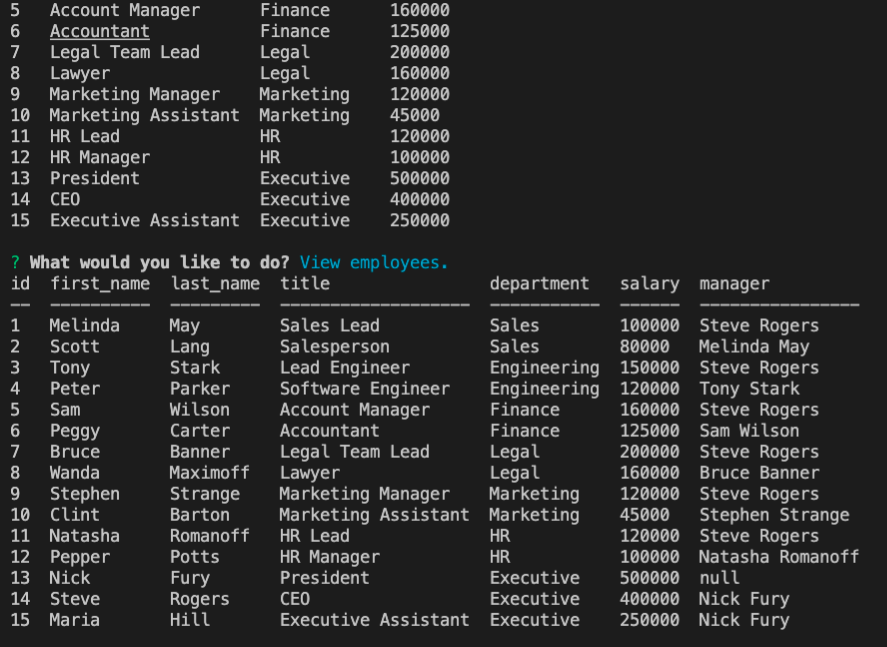 5   Account Manager      Finance      160000
6   Accountant           Finance      125000
7   Legal Team Lead      Legal        200000
8   Lawyer               Legal        160000
9   Marketing Manager    Marketing    120000
10  Marketing Assistant  Marketing    45000
11  HR Lead              HR           120000
12  HR Manager           HR           100000
13  President            Executive    500000
14  CEO                  Executive    400000
15  Executive Assistant  Executive    250000
? What would you like to do? View employees.
id  first_name  last_name  title                department   salary  manager
--  ----------  ---------  -------------------  -----------  ------  ----------------
1   Melinda     May        Sales Lead           Sales        100000  Steve Rogers
2   Scott       Lang       Salesperson          Sales        80000   Melinda May
3   Tony        Stark      Lead Engineer        Engineering  150000  Steve Rogers
4   Peter       Parker     Software Engineer    Engineering  120000  Tony Stark
5   Sam         Wilson     Account Manager      Finance      160000  Steve Rogers
6   Peggy       Carter     Accountant           Finance      125000  Sam Wilson
7   Bruce       Banner     Legal Team Lead      Legal        200000  Steve Rogers
8   Wanda       Maximoff   Lawyer               Legal        160000  Bruce Banner
9   Stephen     Strange    Marketing Manager    Marketing    120000  Steve Rogers
10  Clint       Barton     Marketing Assistant  Marketing    45000   Stephen Strange
11  Natasha     Romanoff   HR Lead              HR           120000  Steve Rogers
12  Pepper      Potts      HR Manager           HR           100000  Natasha Romanoff
13  Nick        Fury       President            Executive    500000  null
14  Steve       Rogers     CEO                  Executive    400000  Nick Fury
15  Maria       Hill       Executive Assistant  Executive    250000  Nick Fury